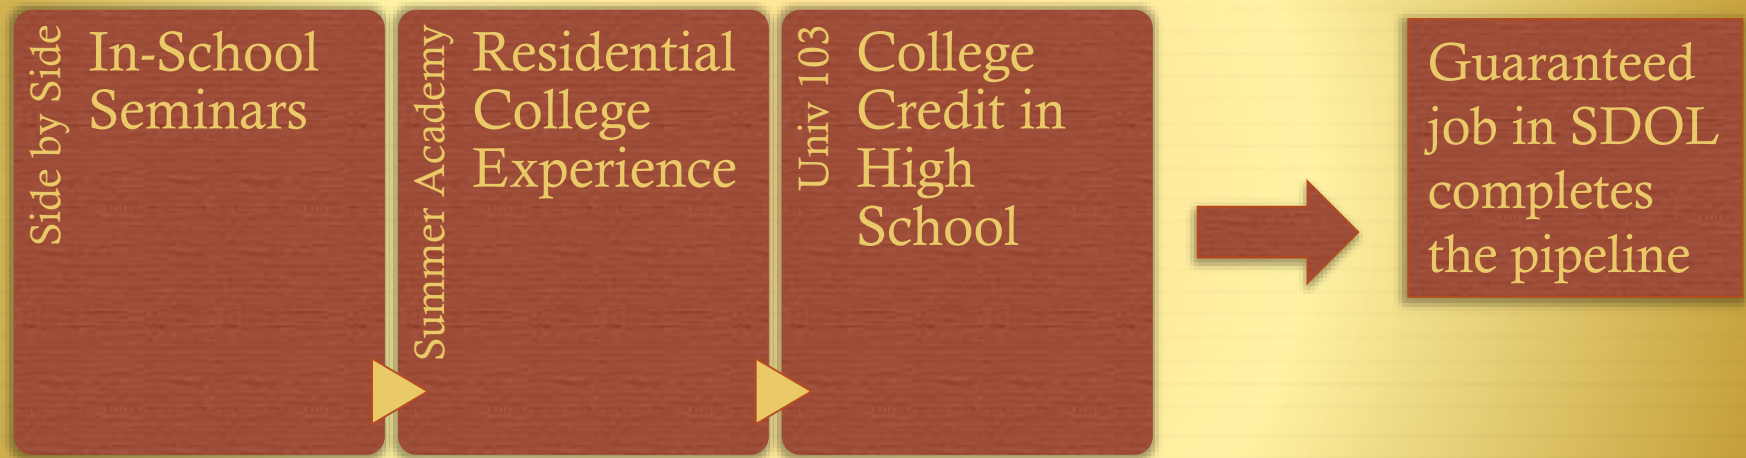 Side by Side
In-School
Seminars
Summer Academy
Residential
College
Experience
Univ 103
College
Credit in
High
School
Guaranteed
job in SDOL
completes
the pipeline